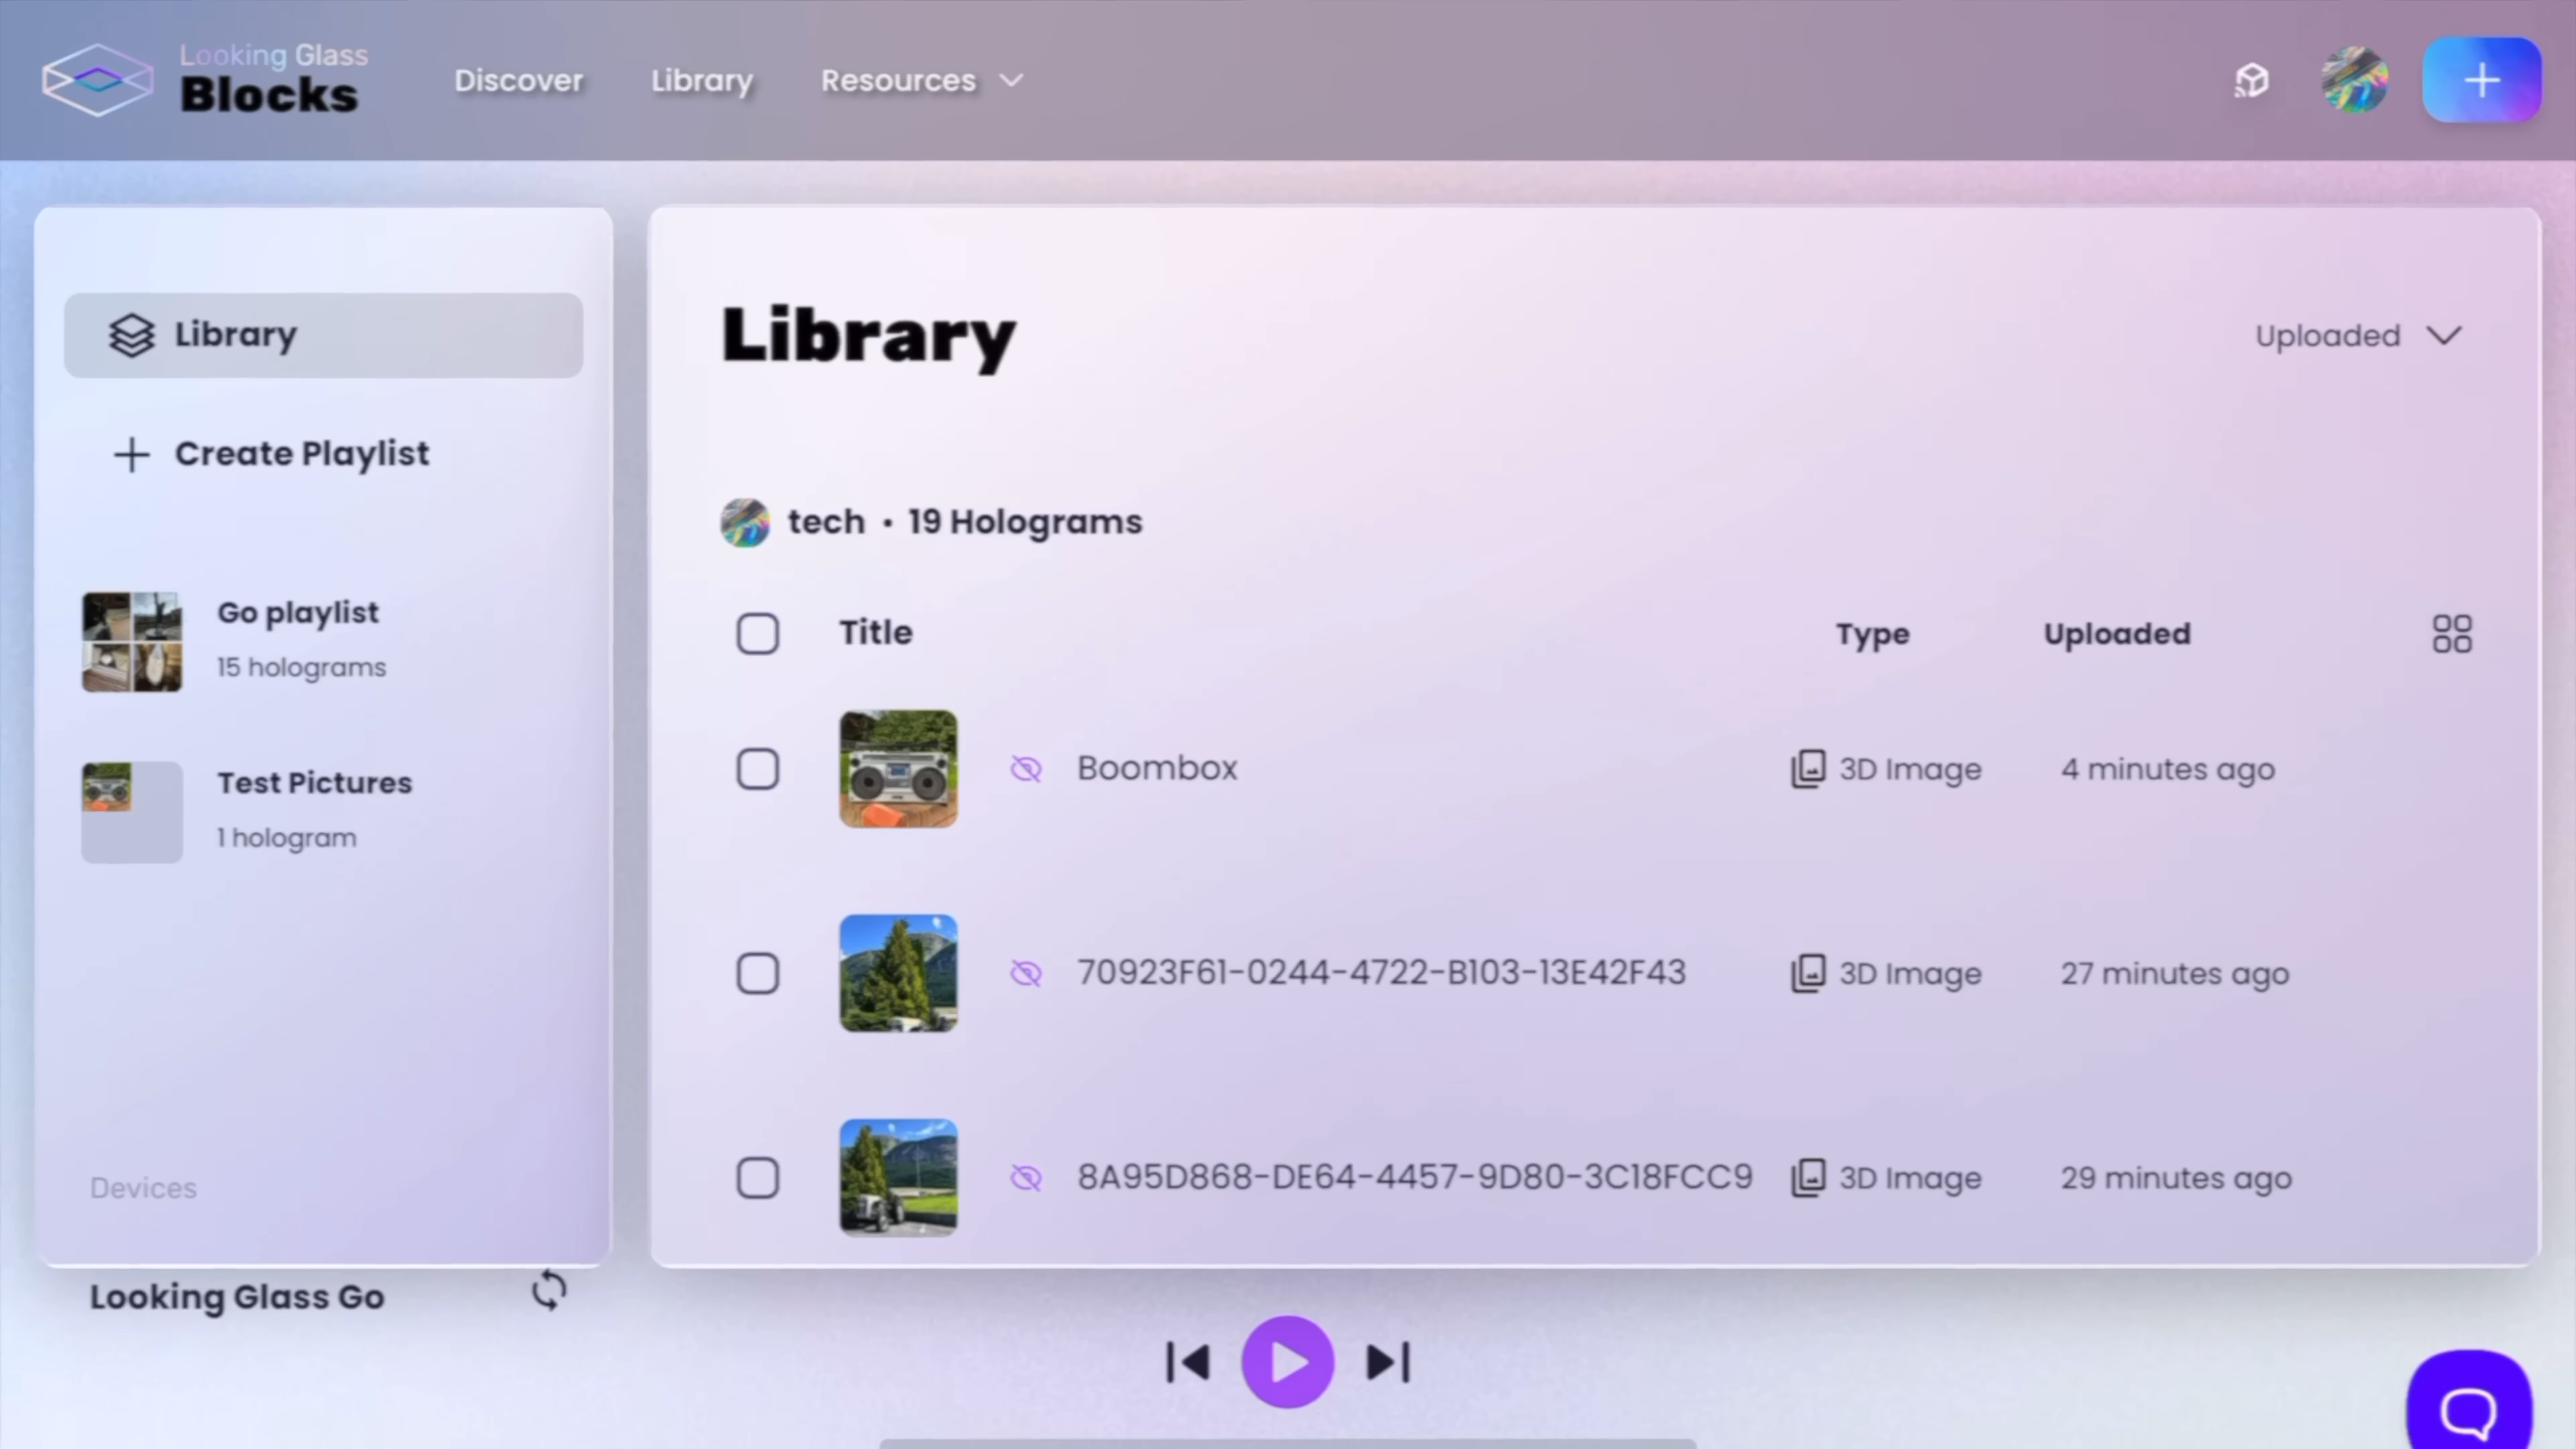 Looking Glass
Blocks
Discover
Library
Resources
Library
Create Playlist
Go playlist
15 holograms
Test Pictures
1 hologram
Devices
Looking Glass Go
Library
Uploaded
tech • 19 Holograms
Title
Type
Uploaded
Boombox
3D Image
4 minutes ago
70923F61-0244-4722-B103-13E42F43
3D Image
27 minutes ago
8A95D868-DE64-4457-9D80-3C18FCC9
3D Image
29 minutes ago